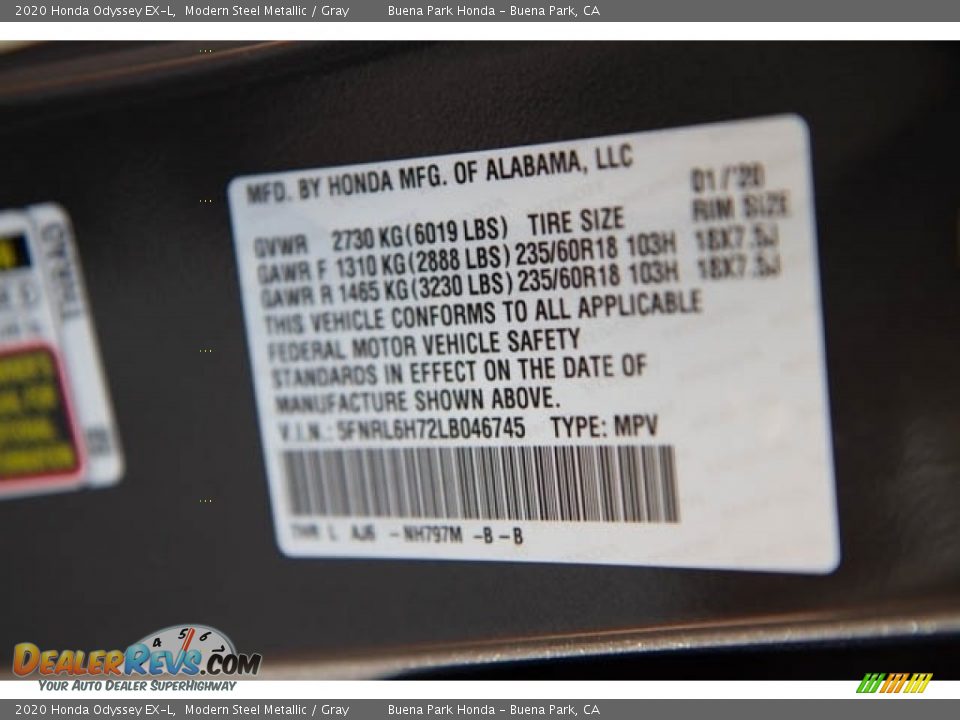 2020 Honda Odyssey EX-L, Modern Steel Metallic / Gray Buena Park Honda - Buena Park, CA
MFD. BY HONDA MFG. OF ALABAMA, LLC 01/'20
GVWR 2730 KG(6019 LBS) TIRE SIZE RIM SIZE
GAWR F 1310 KG(2888 LBS) 235/60R18 103H 18X7.5J
GAWR R 1465 KG(3230 LBS) 235/60R18 103H 18X7.5J
THIS VEHICLE CONFORMS TO ALL APPLICABLE
FEDERAL MOTOR VEHICLE SAFETY
STANDARDS IN EFFECT ON THE DATE OF
MANUFACTURE SHOWN ABOVE.
V.I.N.: 5FNRL6H72LB046745 TYPE: MPV
THR L AJ6 -NH797M -B-B
4 5 6
DEALERREVS.COM
YOUR AUTO DEALER SUPERHIGHWAY
2020 Honda Odyssey EX-L, Modern Steel Metallic / Gray Buena Park Honda - Buena Park, CA